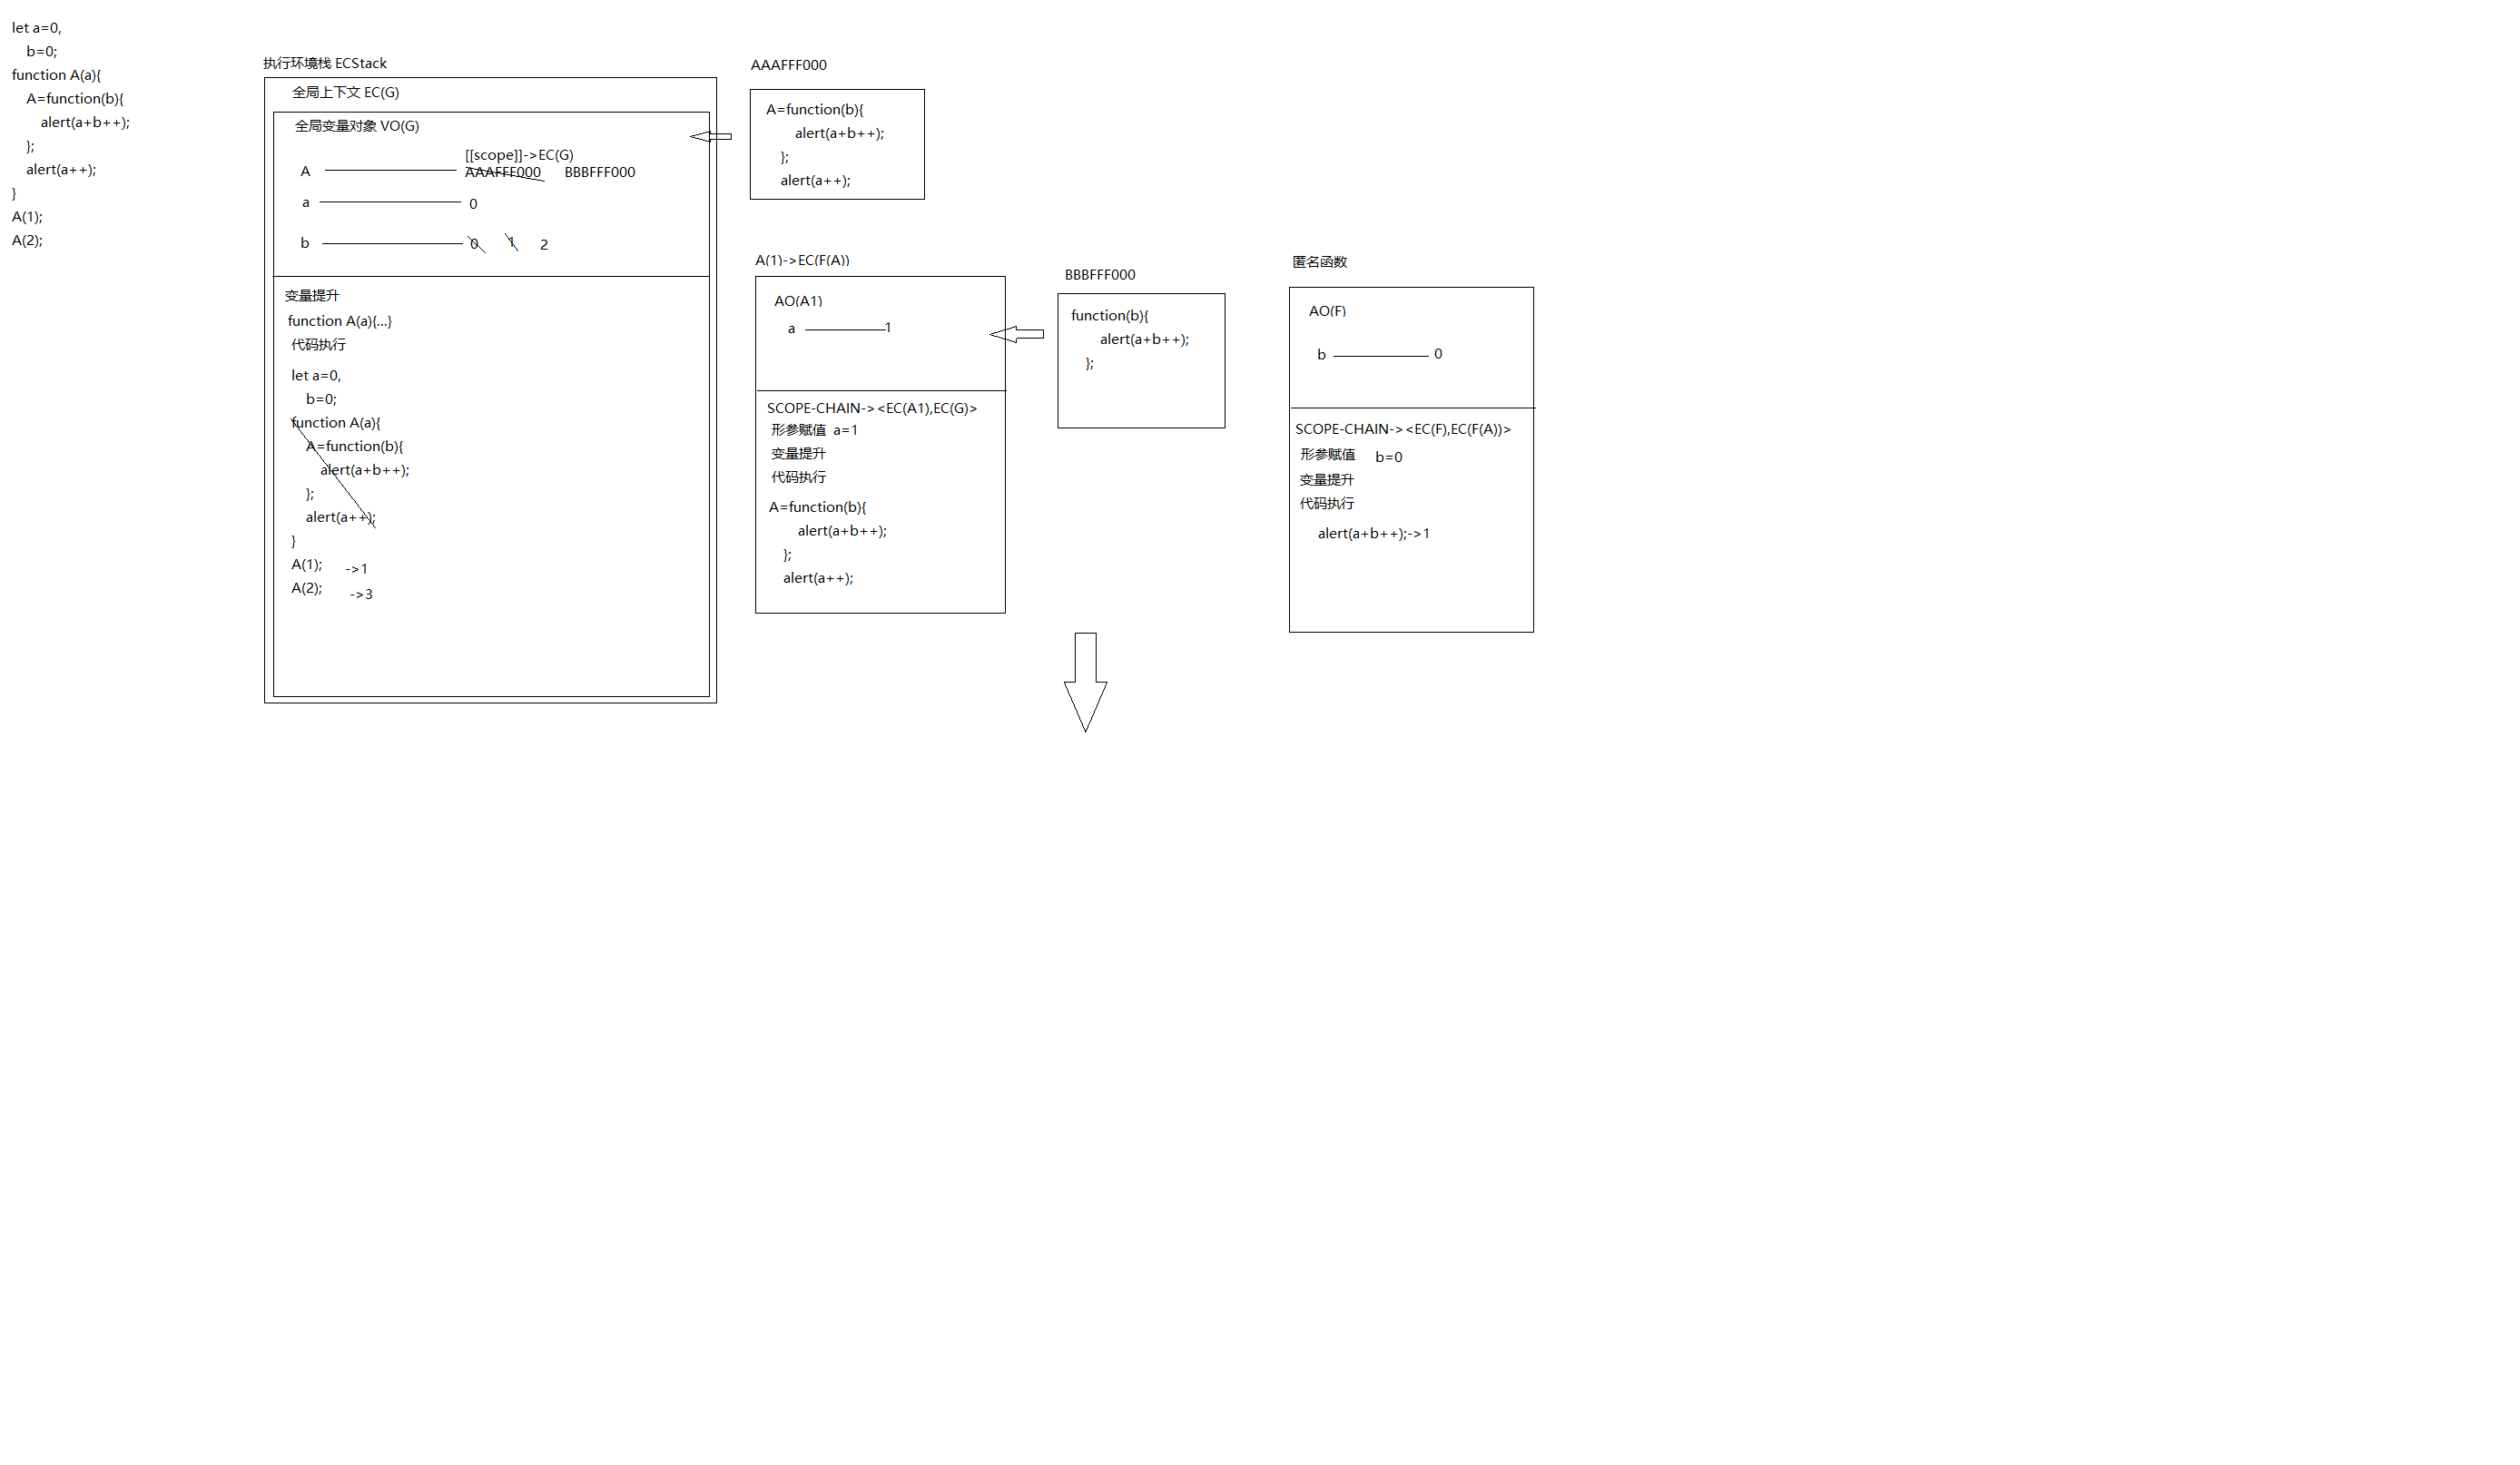 let a=0,
b=0;
function A(a){
A=function(b){
alert(a+b++);
};
alert(a++);
}
A(1);
A(2);
执行环境栈 ECStack
全局上下文 EC(G)
全局变量对象 VO(G)
[[scope]]->EC(G)
A AAAFFF000 BBBFFF000
a 0
b 0 1 2
变量提升
function A(a){...}
代码执行
let a=0,
b=0;
function A(a){
A=function(b){
alert(a+b++);
};
alert(a++);
}
A(1); ->1
A(2); ->3
AAAFFF000
A=function(b){
alert(a+b++);
};
alert(a++);
A(1)->EC(F(A))
AO(A1)
a 1
SCOPE-CHAIN-><EC(A1),EC(G)>
形参赋值 a=1
变量提升
代码执行
A=function(b){
alert(a+b++);
};
alert(a++);
BBBFFF000
function(b){
alert(a+b++);
};
匿名函数
AO(F)
b 0
SCOPE-CHAIN-><EC(F),EC(F(A))>
形参赋值 b=0
变量提升
代码执行
alert(a+b++);->1